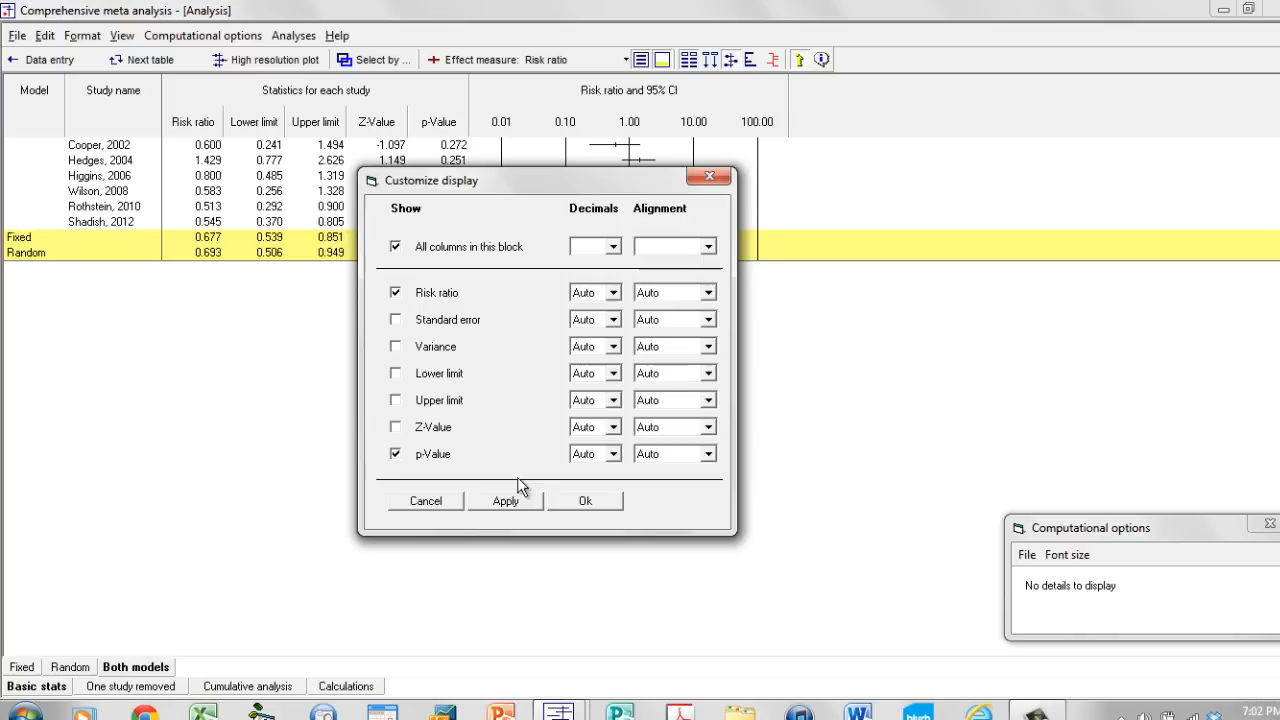 Comprehensive meta analysis - [Analysis]
File Edit Format View Computational options Analyses Help
Data entry Next table High resolution plot Select by ... Effect measure: Risk ratio
Model Study name Statistics for each study Risk ratio and 95% CI
Risk ratio Lower limit Upper limit Z-Value p-Value 0.01 0.10 1.00 10.00 100.00
Cooper, 2002 0.600 0.241 1.494 -1.097 0.272
Hedges, 2004 1.429 0.777 2.626 1.149 0.251
Higgins, 2006 0.800 0.485 1.319
Wilson, 2008 0.583 0.256 1.328
Rothstein, 2010 0.513 0.292 0.900
Shadish, 2012 0.545 0.370 0.805
Fixed 0.677 0.539 0.851
Random 0.693 0.506 0.949
Customize display
Show Decimals Alignment
All columns in this block
Risk ratio Auto Auto
Standard error Auto Auto
Variance Auto Auto
Lower limit Auto Auto
Upper limit Auto Auto
Z-Value Auto Auto
p-Value Auto Auto
Cancel Apply Ok
Computational options
File Font size
No details to display
Fixed Random Both models
Basic stats One study removed Cumulative analysis Calculations
blurb
7:02 PM